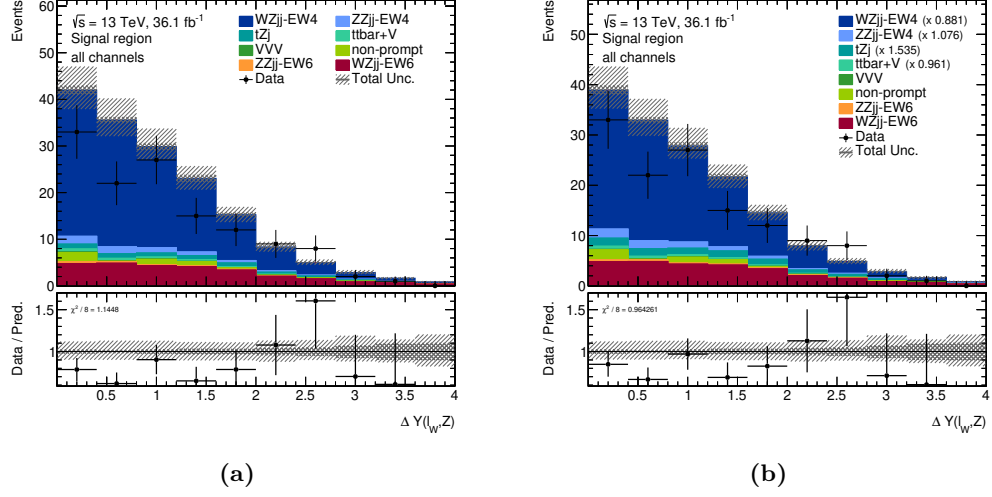 Events
60
50
40
30
20
10
0
√s = 13 TeV, 36.1 fb⁻¹
Signal region
all channels
WZjj-EW4
ZZjj-EW4
tZj
ttbar+V
VVV
non-prompt
ZZjj-EW6
WZjj-EW6
Data
Total Unc.
Data / Pred.
1.5
1
χ² / 8 = 1.1448
0.5 1 1.5 2 2.5 3 3.5 4
Δ Y(l_W,Z)
(a)
Events
50
40
30
20
10
0
√s = 13 TeV, 36.1 fb⁻¹
Signal region
all channels
WZjj-EW4 (x 0.881)
ZZjj-EW4 (x 1.076)
tZj (x 1.535)
ttbar+V (x 0.961)
VVV
non-prompt
ZZjj-EW6
WZjj-EW6
Data
Total Unc.
Data / Pred.
1.5
1
χ² / 8 = 0.964261
0.5 1 1.5 2 2.5 3 3.5 4
Δ Y(l_W,Z)
(b)